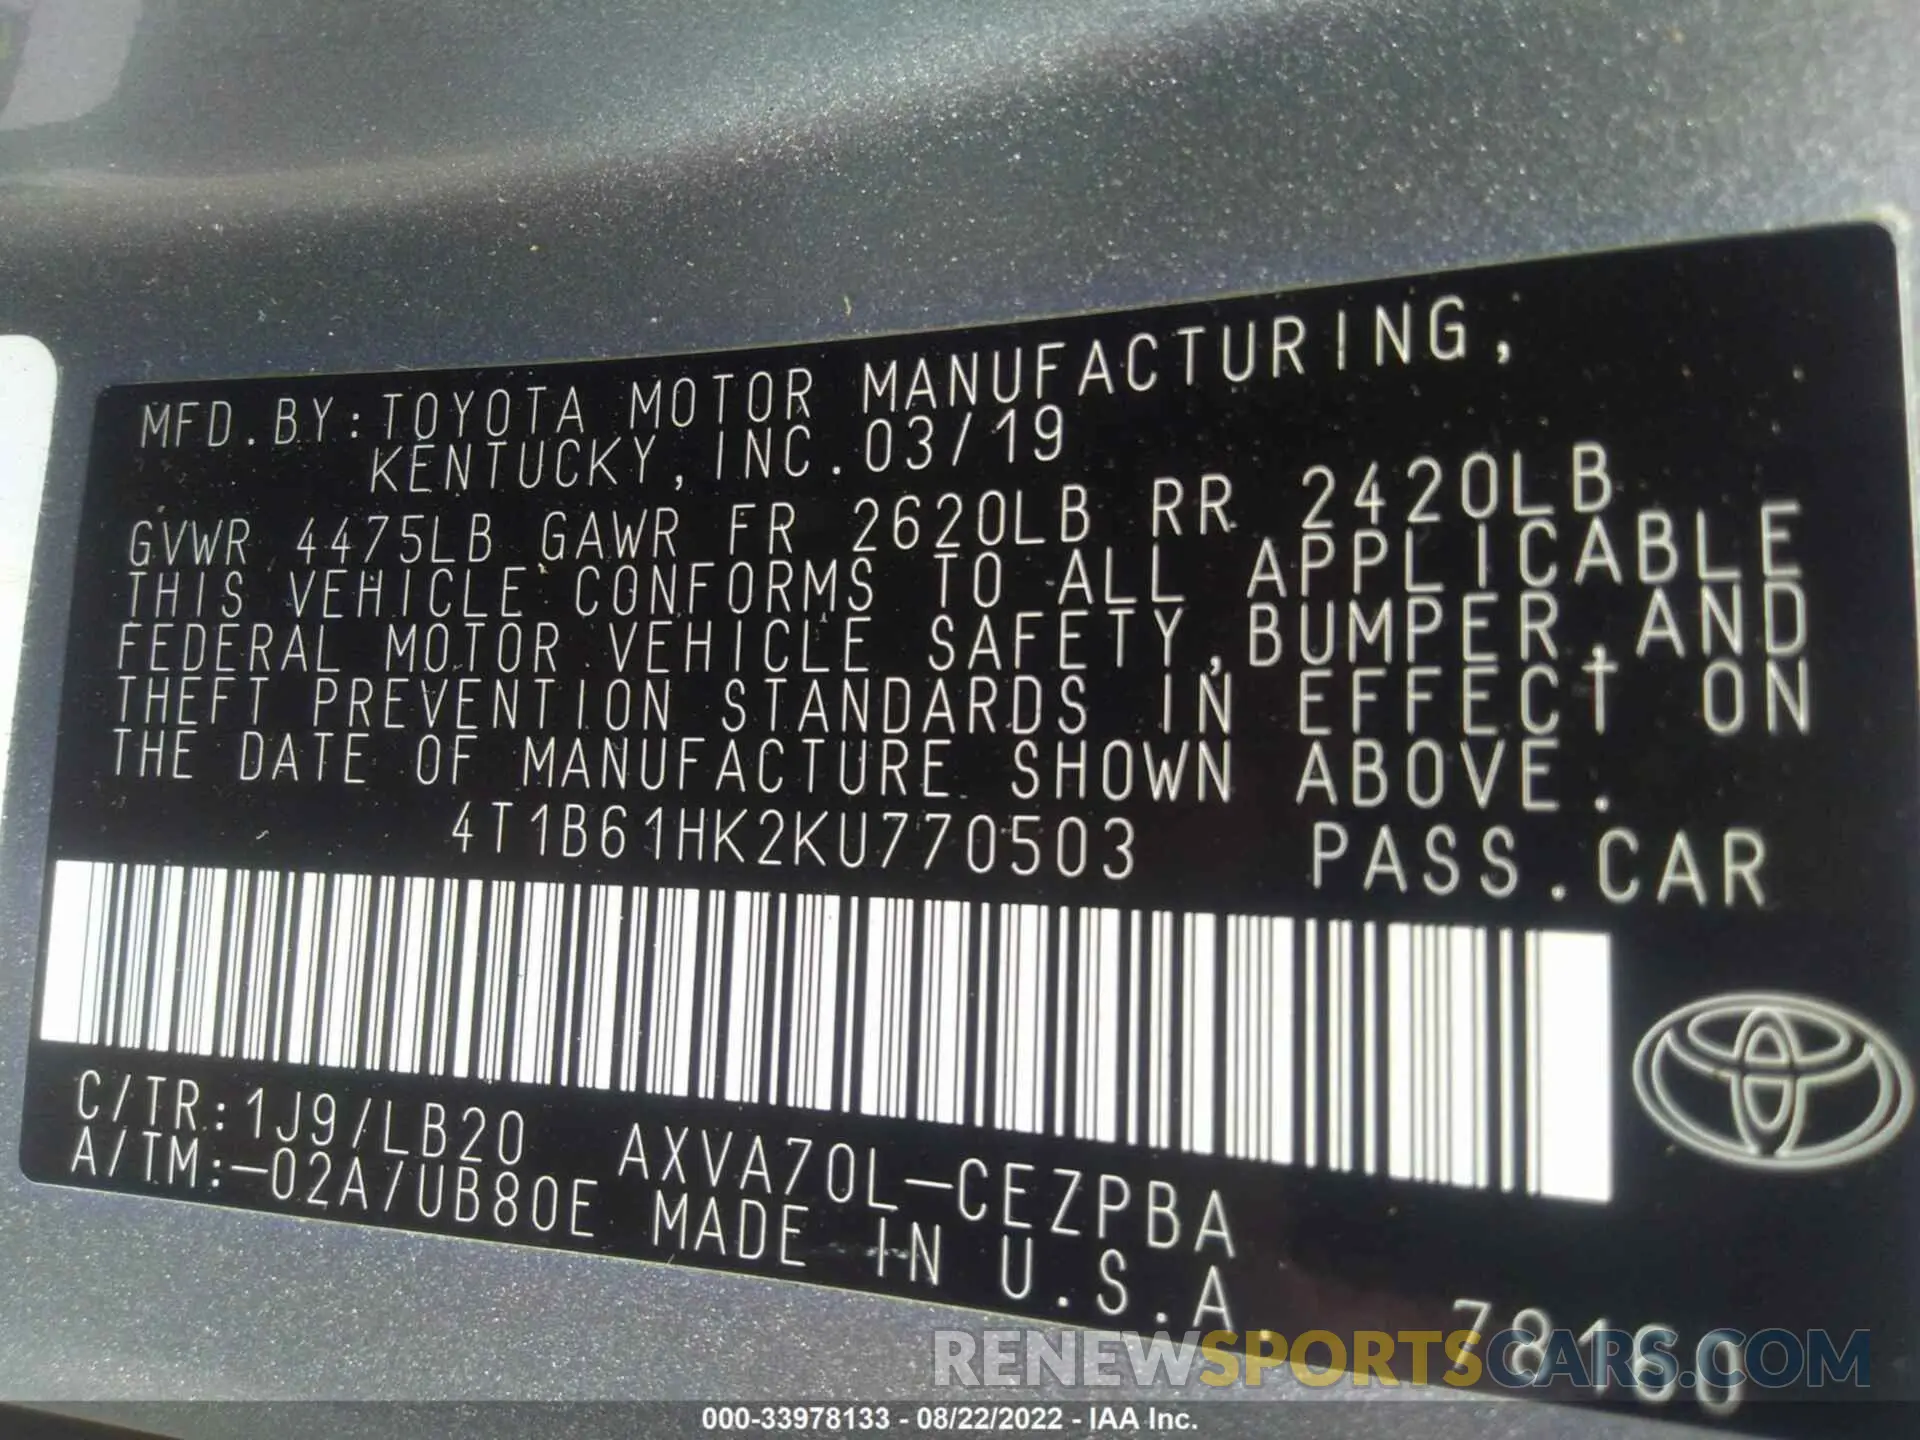 MFD.BY:TOYOTA MOTOR MANUFACTURING,
KENTUCKY,INC.03/19
GVWR 4475LB GAWR FR 2620LB RR 2420LB
THIS VEHICLE CONFORMS TO ALL APPLICABLE
FEDERAL MOTOR VEHICLE SAFETY,BUMPER,AND
THEFT PREVENTION STANDARDS IN EFFECT ON
THE DATE OF MANUFACTURE SHOWN ABOVE.
4T1B61HK2KU770503 PASS.CAR
C/TR:1J9/LB20 AXVA70L-CEZPBA
A/TM:-02A/UB80E MADE IN U.S.A.
78160
RENEWSPORTSCARS.COM
000-33978133 - 08/22/2022 - IAA Inc.